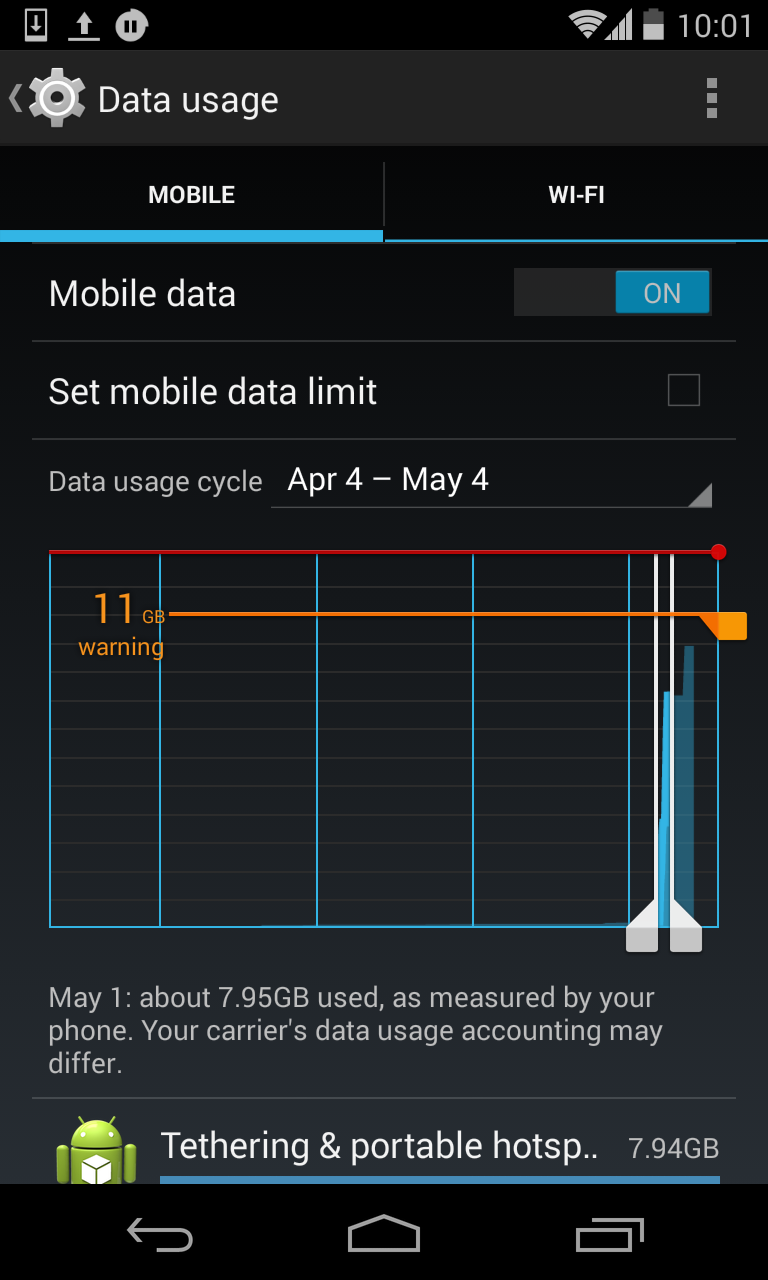 10:01
Data usage
MOBILE
WI-FI
Mobile data
ON
Set mobile data limit
Data usage cycle
Apr 4 – May 4
11 GB
warning
May 1: about 7.95GB used, as measured by your
phone. Your carrier's data usage accounting may
differ.
Tethering & portable hotsp..
7.94GB